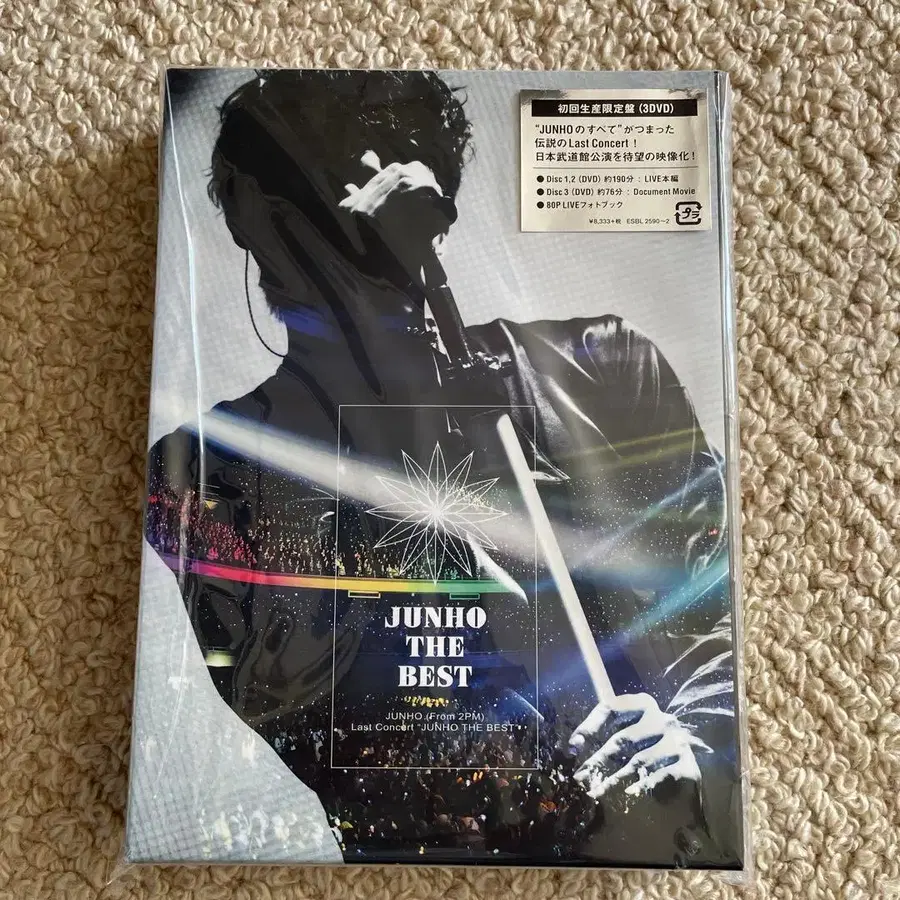 初回生産限定盤(3DVD)
"JUNHOのすべて"がつまった
伝説のLast Concert!
日本武道館公演を待望の映像化!
● Disc 1,2 (DVD) 約190分 : LIVE本編
● Disc 3 (DVD) 約76分 : Document Movie
● 80P LIVEフォトブック
¥8,333+税 ESBL 2590~2
プラ
JUNHO
THE
BEST
JUNHO (From 2PM)
Last Concert "JUNHO THE BEST"